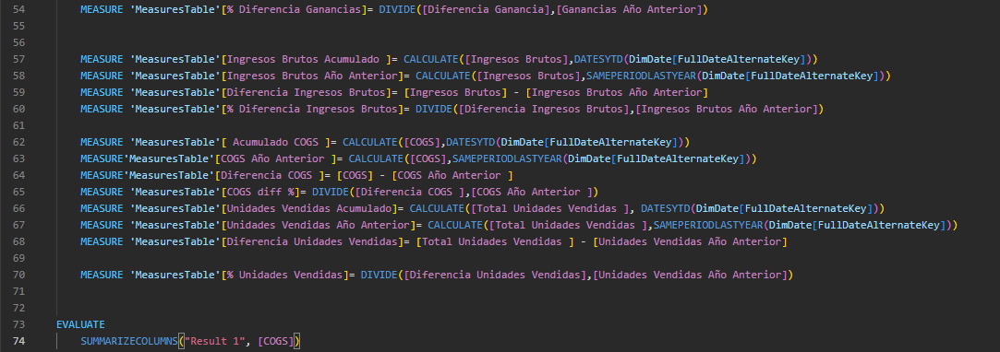 54 MEASURE 'MeasuresTable'[% Diferencia Ganancias]= DIVIDE([Diferencia Ganancia],[Ganancias Año Anterior])
55
56
57 MEASURE 'MeasuresTable'[Ingresos Brutos Acumulado ]= CALCULATE([Ingresos Brutos],DATESYTD(DimDate[FullDateAlternateKey]))
58 MEASURE 'MeasuresTable'[Ingresos Brutos Año Anterior]= CALCULATE([Ingresos Brutos],SAMEPERIODLASTYEAR(DimDate[FullDateAlternateKey]))
59 MEASURE 'MeasuresTable'[Diferencia Ingresos Brutos]= [Ingresos Brutos] - [Ingresos Brutos Año Anterior]
60 MEASURE 'MeasuresTable'[% Diferencia Ingresos Brutos]= DIVIDE([Diferencia Ingresos Brutos],[Ingresos Brutos Año Anterior])
61
62 MEASURE 'MeasuresTable'[ Acumulado COGS ]= CALCULATE([COGS],DATESYTD(DimDate[FullDateAlternateKey]))
63 MEASURE'MeasuresTable'[COGS Año Anterior ]= CALCULATE([COGS],SAMEPERIODLASTYEAR(DimDate[FullDateAlternateKey]))
64 MEASURE'MeasuresTable'[Diferencia COGS ]= [COGS] - [COGS Año Anterior ]
65 MEASURE 'MeasuresTable'[COGS diff %]= DIVIDE([Diferencia COGS ],[COGS Año Anterior ])
66 MEASURE 'MeasuresTable'[Unidades Vendidas Acumulado]= CALCULATE([Total Unidades Vendidas ], DATESYTD(DimDate[FullDateAlternateKey]))
67 MEASURE 'MeasuresTable'[Unidades Vendidas Año Anterior]= CALCULATE([Total Unidades Vendidas ],SAMEPERIODLASTYEAR(DimDate[FullDateAlternateKey]))
68 MEASURE 'MeasuresTable'[Diferencia Unidades Vendidas]= [Total Unidades Vendidas ] - [Unidades Vendidas Año Anterior]
69
70 MEASURE 'MeasuresTable'[% Unidades Vendidas]= DIVIDE([Diferencia Unidades Vendidas],[Unidades Vendidas Año Anterior])
71
72
73 EVALUATE
74 SUMMARIZECOLUMNS("Result 1", [COGS])